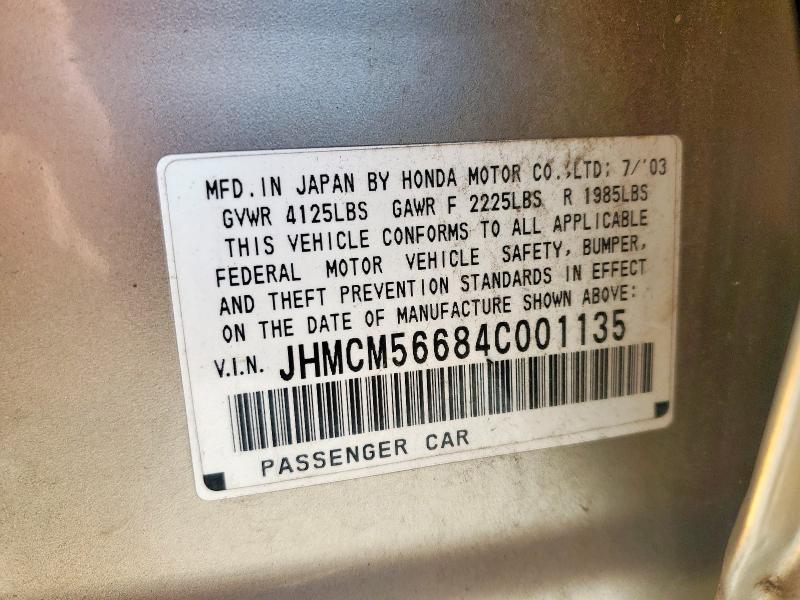 MFD. IN JAPAN BY HONDA MOTOR CO., LTD; 7/'03
GVWR 4125LBS GAWR F 2225LBS R 1985LBS
THIS VEHICLE CONFORMS TO ALL APPLICABLE
FEDERAL MOTOR VEHICLE SAFETY, BUMPER,
AND THEFT PREVENTION STANDARDS IN EFFECT
ON THE DATE OF MANUFACTURE SHOWN ABOVE:
V.I.N. JHMCM56684C001135
PASSENGER CAR